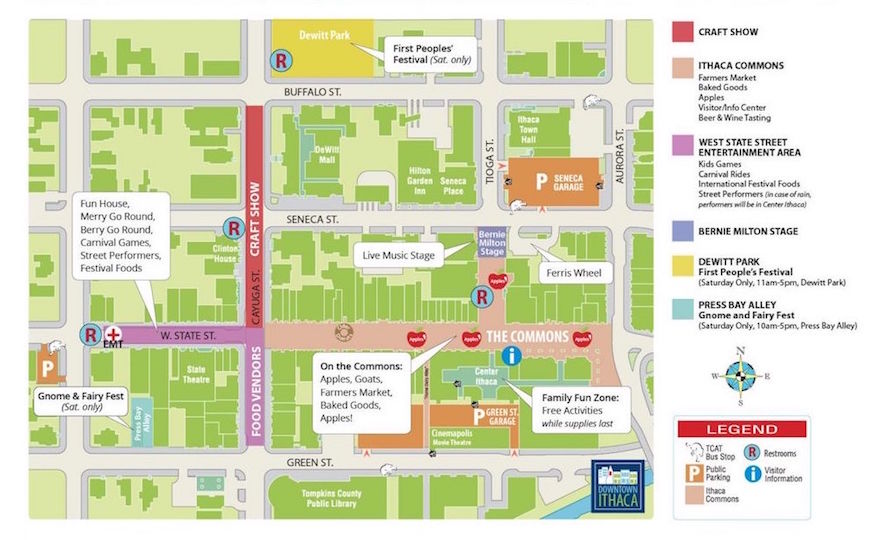 Dewitt Park
First Peoples'
Festival (Sat. only)
BUFFALO ST.
DeWitt
Mall
Ithaca
Town
Hall
TIOGA ST.
AURORA ST.
Hilton
Garden
Inn
Seneca
Place
P SENECA
GARAGE
Fun House,
Merry Go Round,
Berry Go Round,
Carnival Games,
Street Performers,
Festival Foods
R
Clinton
House
CRAFT SHOW
SENECA ST.
Bernie
Milton
Stage
Live Music Stage
Ferris Wheel
CAYUGA ST.
Apples
R
R
EMT
W. STATE ST.
THE COMMONS
Apples
Apples
Apples
i
P
State
Theatre
On the Commons:
Apples, Goats,
Farmers Market,
Baked Goods,
Apples!
Center
Ithaca
Family Fun Zone:
Free Activities
while supplies last
Gnome & Fairy Fest
(Sat. only)
Press Bay
Alley
FOOD VENDORS
P GREEN ST.
GARAGE
Cinemapolis
Movie Theatre
GREEN ST.
Tompkins County
Public Library
DOWNTOWN
ITHACA
R
CRAFT SHOW
ITHACA COMMONS
Farmers Market
Baked Goods
Apples
Visitor/Info Center
Beer & Wine Tasting
WEST STATE STREET
ENTERTAINMENT AREA
Kids Games
Carnival Rides
International Festival Foods
Street Performers (in case of rain,
performers will be in Center Ithaca)
BERNIE MILTON STAGE
DEWITT PARK
First People's Festival
(Saturday Only, 11am-5pm, Dewitt Park)
PRESS BAY ALLEY
Gnome and Fairy Fest
(Saturday Only, 10am-5pm, Press Bay Alley)
N
W E
S
LEGEND
TCAT
Bus Stop
R Restrooms
P Public
Parking
i Visitor
Information
Ithaca
Commons